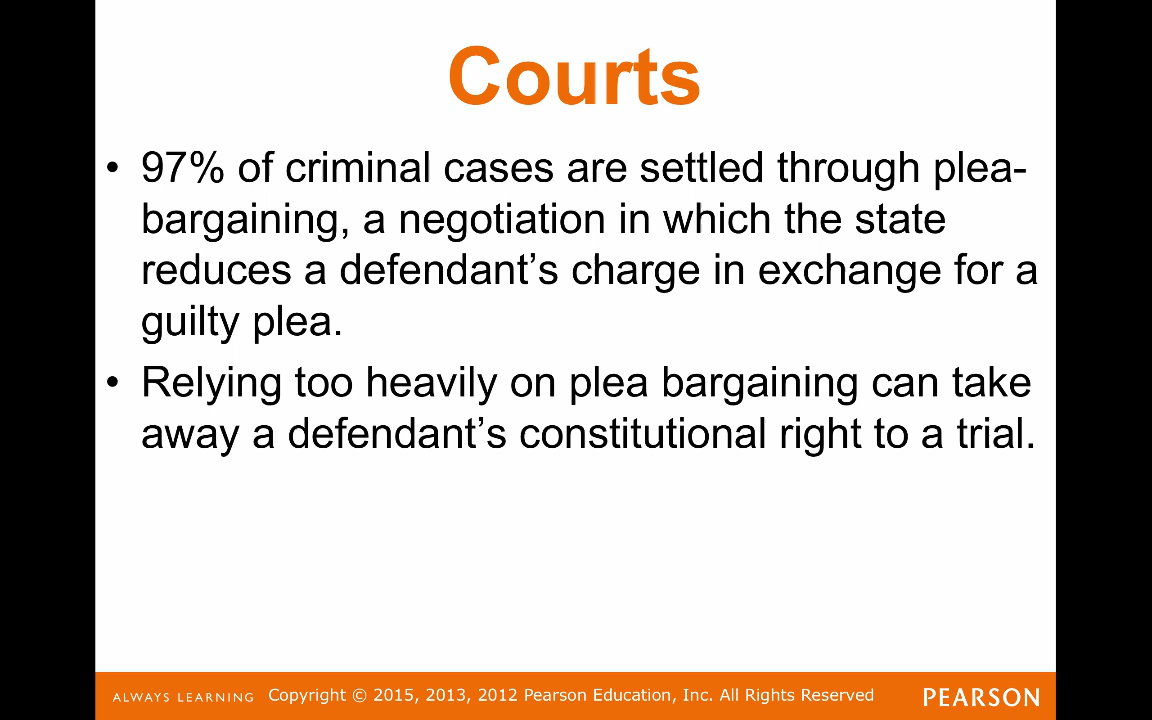 Courts
• 97% of criminal cases are settled through plea-
bargaining, a negotiation in which the state
reduces a defendant’s charge in exchange for a
guilty plea.
• Relying too heavily on plea bargaining can take
away a defendant’s constitutional right to a trial.
ALWAYS LEARNING Copyright © 2015, 2013, 2012 Pearson Education, Inc. All Rights Reserved PEARSON